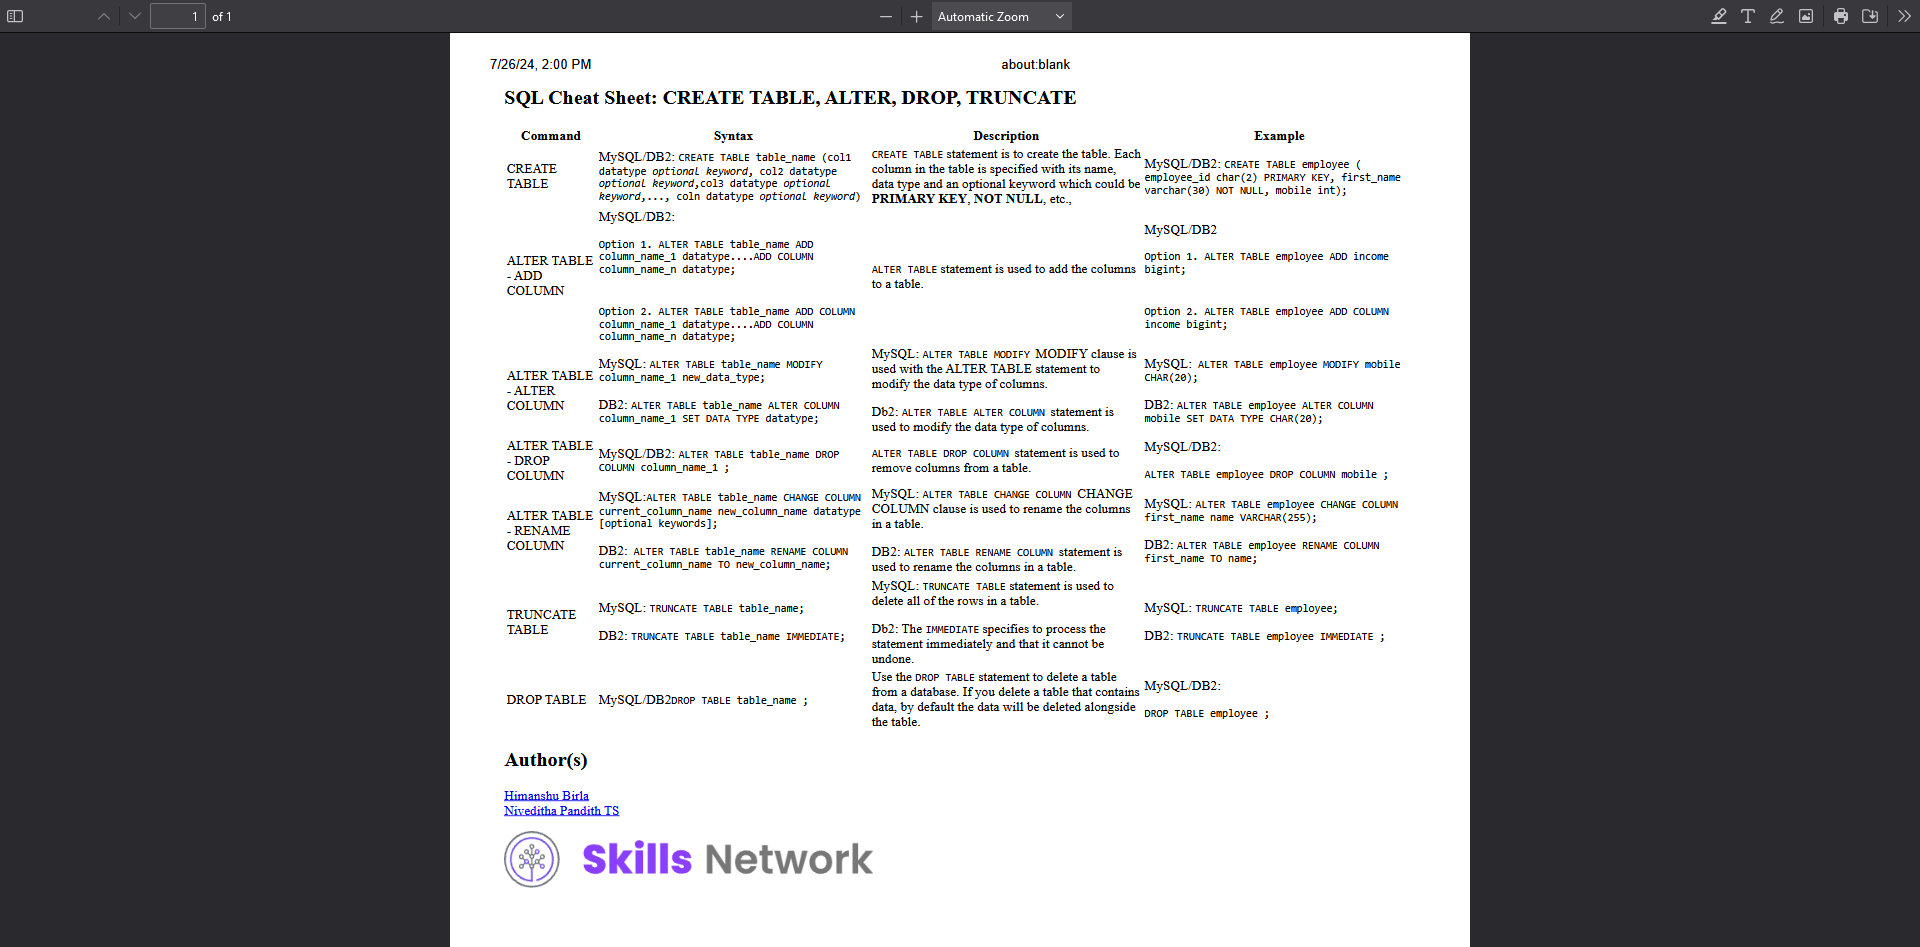 1 of 1
Automatic Zoom
7/26/24, 2:00 PM about:blank
SQL Cheat Sheet: CREATE TABLE, ALTER, DROP, TRUNCATE
Command Syntax Description Example
CREATE
TABLE
MySQL/DB2: CREATE TABLE table_name (col1
datatype optional keyword, col2 datatype
optional keyword,col3 datatype optional
keyword,..., coln datatype optional keyword)
CREATE TABLE statement is to create the table. Each
column in the table is specified with its name,
data type and an optional keyword which could be
PRIMARY KEY, NOT NULL, etc.,
MySQL/DB2: CREATE TABLE employee (
employee_id char(2) PRIMARY KEY, first_name
varchar(30) NOT NULL, mobile int);
ALTER TABLE
- ADD
COLUMN
MySQL/DB2:
Option 1. ALTER TABLE table_name ADD
column_name_1 datatype....ADD COLUMN
column_name_n datatype;
Option 2. ALTER TABLE table_name ADD COLUMN
column_name_1 datatype....ADD COLUMN
column_name_n datatype;
ALTER TABLE statement is used to add the columns
to a table.
MySQL/DB2
Option 1. ALTER TABLE employee ADD income
bigint;
Option 2. ALTER TABLE employee ADD COLUMN
income bigint;
ALTER TABLE
- ALTER
COLUMN
MySQL: ALTER TABLE table_name MODIFY
column_name_1 new_data_type;
DB2: ALTER TABLE table_name ALTER COLUMN
column_name_1 SET DATA TYPE datatype;
MySQL: ALTER TABLE MODIFY MODIFY clause is
used with the ALTER TABLE statement to
modify the data type of columns.
Db2: ALTER TABLE ALTER COLUMN statement is
used to modify the data type of columns.
MySQL: ALTER TABLE employee MODIFY mobile
CHAR(20);
DB2: ALTER TABLE employee ALTER COLUMN
mobile SET DATA TYPE CHAR(20);
ALTER TABLE
- DROP
COLUMN
MySQL/DB2: ALTER TABLE table_name DROP
COLUMN column_name_1 ;
ALTER TABLE DROP COLUMN statement is used to
remove columns from a table.
MySQL/DB2:
ALTER TABLE employee DROP COLUMN mobile ;
ALTER TABLE
- RENAME
COLUMN
MySQL:ALTER TABLE table_name CHANGE COLUMN
current_column_name new_column_name datatype
[optional keywords];
DB2: ALTER TABLE table_name RENAME COLUMN
current_column_name TO new_column_name;
MySQL: ALTER TABLE CHANGE COLUMN CHANGE
COLUMN clause is used to rename the columns
in a table.
DB2: ALTER TABLE RENAME COLUMN statement is
used to rename the columns in a table.
MySQL: ALTER TABLE employee CHANGE COLUMN
first_name name VARCHAR(255);
DB2: ALTER TABLE employee RENAME COLUMN
first_name TO name;
TRUNCATE
TABLE
MySQL: TRUNCATE TABLE table_name;
DB2: TRUNCATE TABLE table_name IMMEDIATE;
MySQL: TRUNCATE TABLE statement is used to
delete all of the rows in a table.
Db2: The IMMEDIATE specifies to process the
statement immediately and that it cannot be
undone.
MySQL: TRUNCATE TABLE employee;
DB2: TRUNCATE TABLE employee IMMEDIATE ;
DROP TABLE
MySQL/DB2DROP TABLE table_name ;
Use the DROP TABLE statement to delete a table
from a database. If you delete a table that contains
data, by default the data will be deleted alongside
the table.
MySQL/DB2:
DROP TABLE employee ;
Author(s)
Himanshu Birla
Niveditha Pandith TS
Skills Network